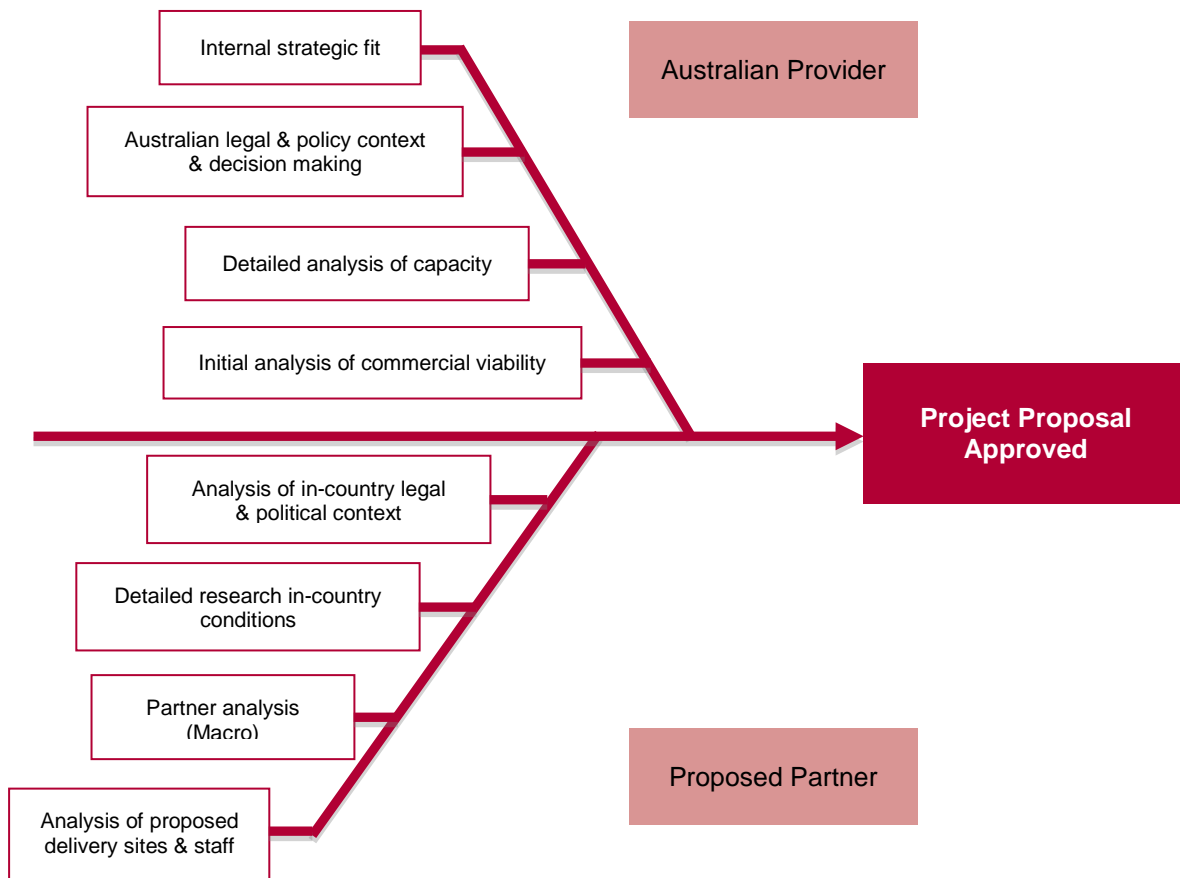 Internal strategic fit
Australian Provider
Australian legal & policy context
& decision making
Detailed analysis of capacity
Initial analysis of commercial viability
Project Proposal
Approved
Analysis of in-country legal
& political context
Detailed research in-country
conditions
Partner analysis
(Macro)
Proposed Partner
Analysis of proposed
delivery sites & staff